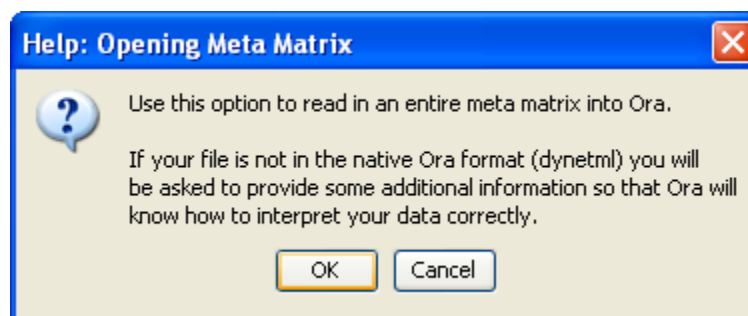 Help: Opening Meta Matrix
Use this option to read in an entire meta matrix into Ora.
If your file is not in the native Ora format (dynetml) you will
be asked to provide some additional information so that Ora will
know how to interpret your data correctly.
OK
Cancel